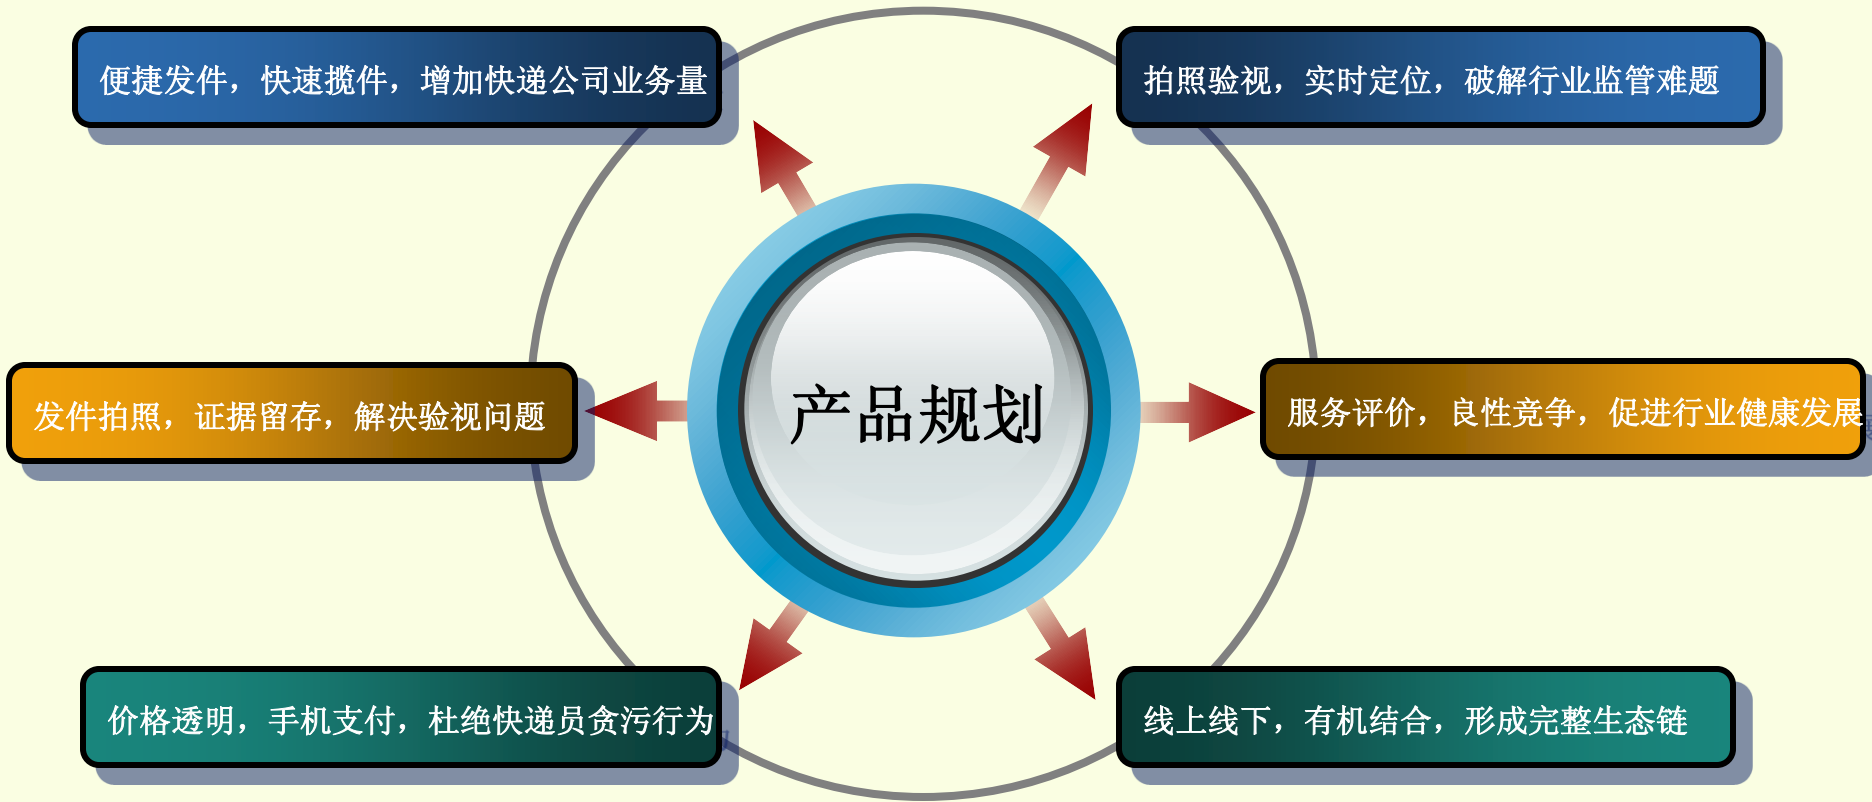 便捷发件，快速揽件，增加快递公司业务量
拍照验视，实时定位，破解行业监管难题
发件拍照，证据留存，解决验视问题
产品规划
服务评价，良性竞争，促进行业健康发展
价格透明，手机支付，杜绝快递员贪污行为
线上线下，有机结合，形成完整生态链